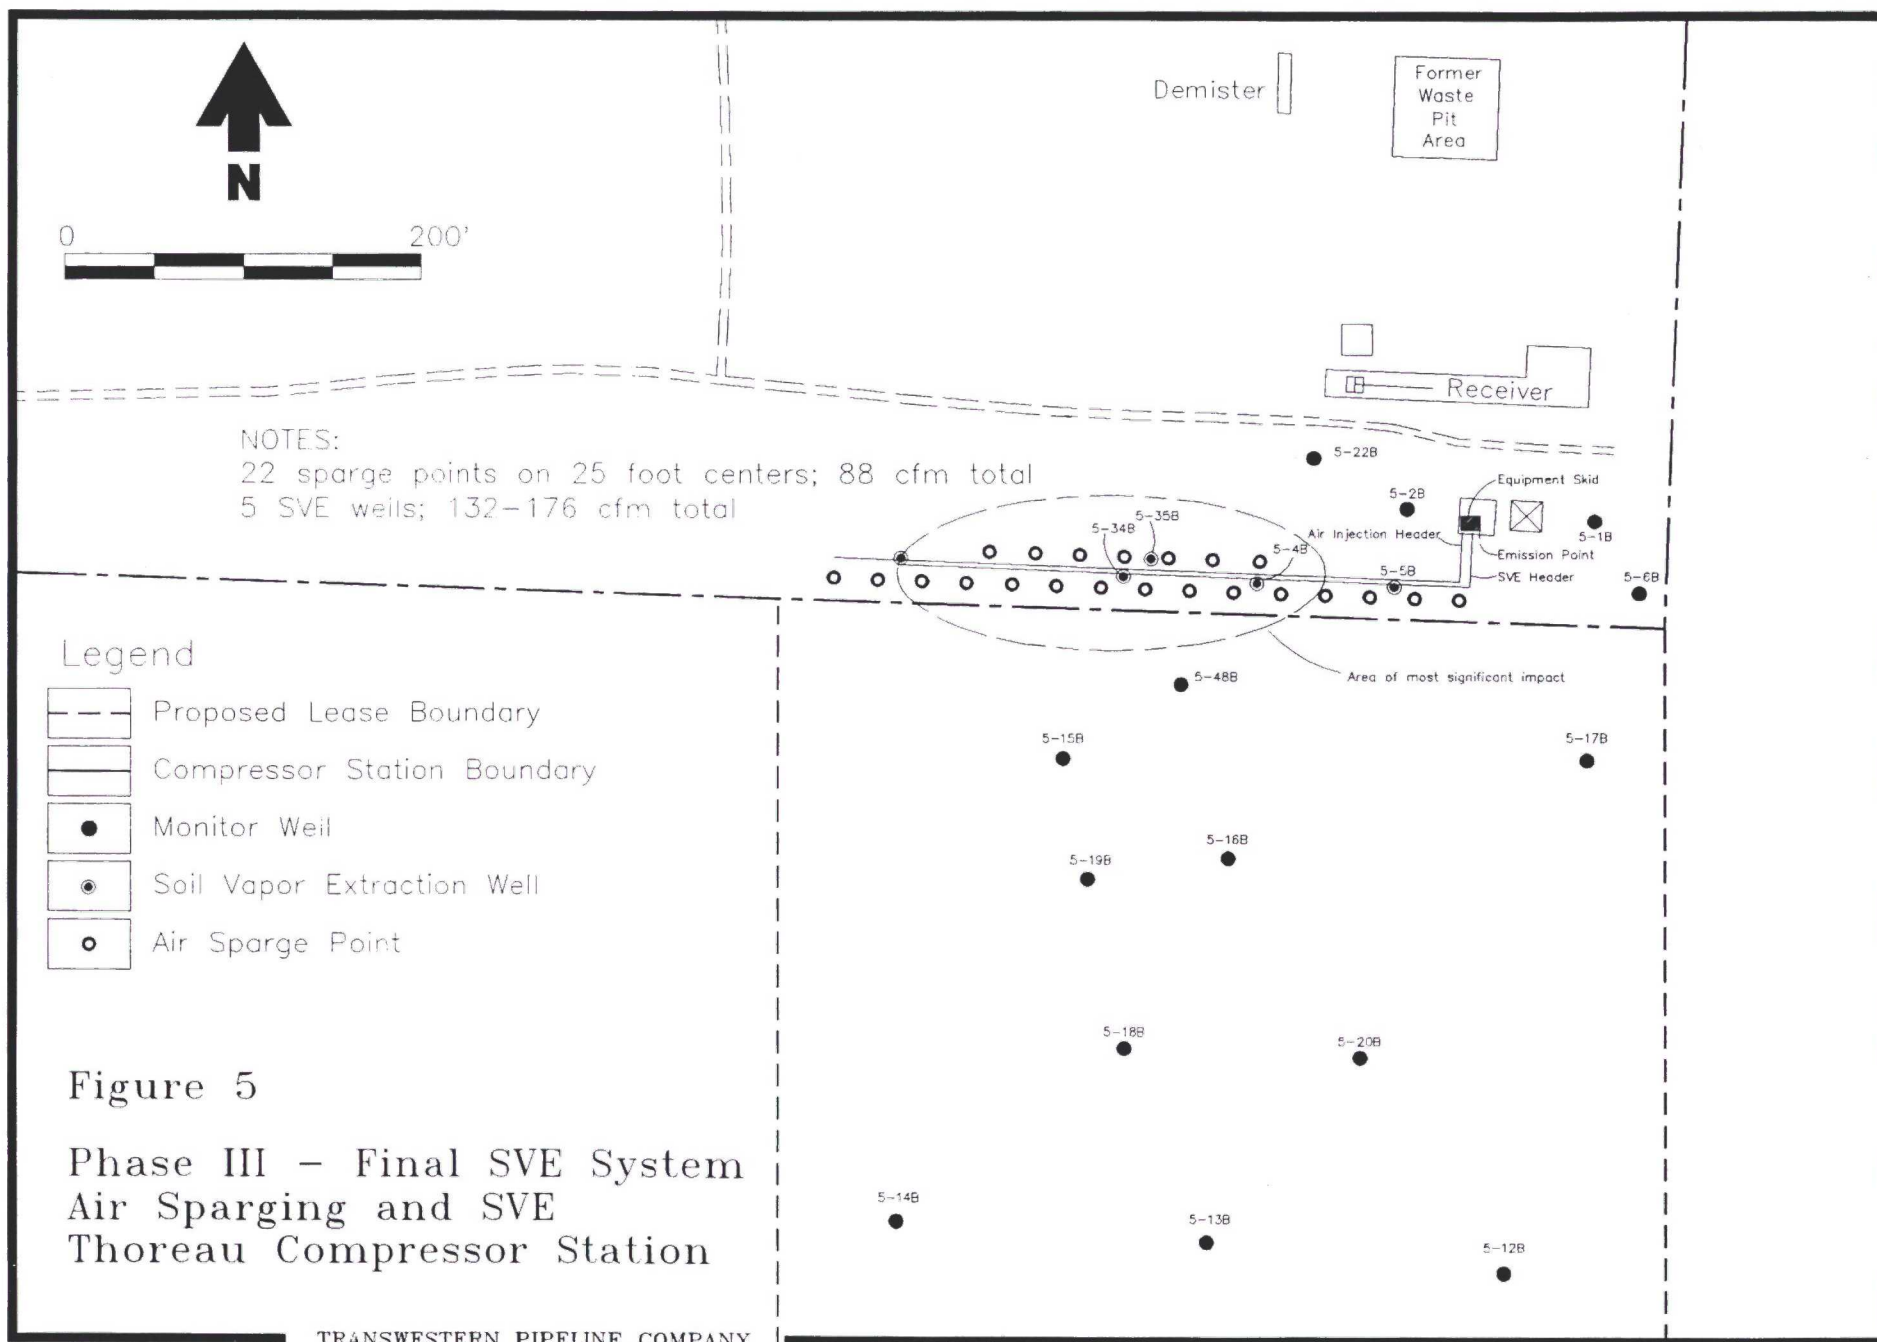 Demister
Former
Waste
Pit
Area
N
0 200'
Receiver
NOTES:
22 sparge points on 25 foot centers; 88 cfm total
5 SVE wells; 132-176 cfm total
5-22B
5-2B
Equipment Skid
5-35B
5-34B
Air Injection Header
5-1B
5-4B
Emission Point
5-5B
SVE Header
5-6B
Area of most significant impact
5-48B
Legend
Proposed Lease Boundary
Compressor Station Boundary
Monitor Well
Soil Vapor Extraction Well
Air Sparge Point
5-15B
5-17B
5-16B
5-19B
5-18B
5-20B
5-14B
5-13B
5-12B
Figure 5
Phase III – Final SVE System
Air Sparging and SVE
Thoreau Compressor Station
TRANSWESTERN PIPELINE COMPANY